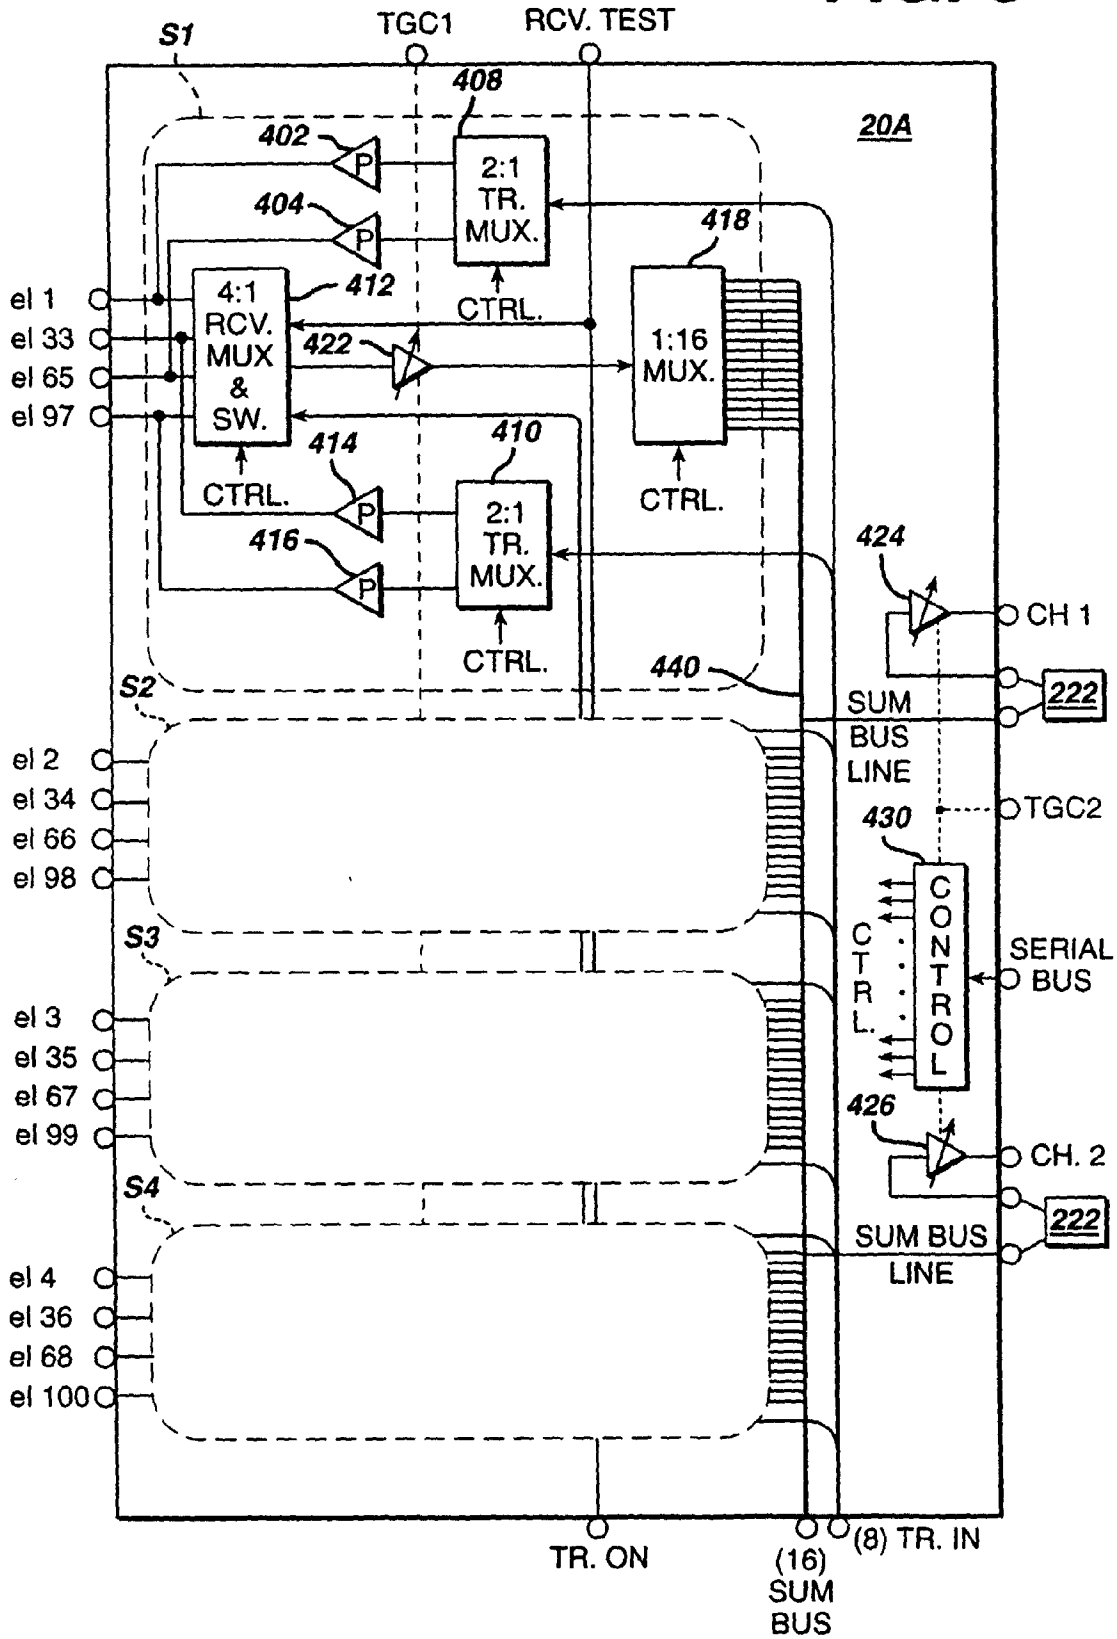 S1
TGC1
RCV. TEST
408
20A
402
P
2:1
TR.
MUX.
404
P
418
CTRL.
el 1
el 33
el 65
el 97
4:1
RCV.
MUX
&
SW.
412
422
1:16
MUX.
CTRL.
CTRL.
414
P
410
2:1
TR.
MUX.
416
P
CTRL.
424
CH 1
440
222
SUM
BUS
LINE
S2
el 2
el 34
el 66
el 98
TGC2
430
CONTROL
CTRL.
SERIAL
BUS
S3
el 3
el 35
el 67
el 99
426
CH. 2
222
SUM BUS
LINE
S4
el 4
el 36
el 68
el 100
TR. ON
(16)
SUM
BUS
(8) TR. IN